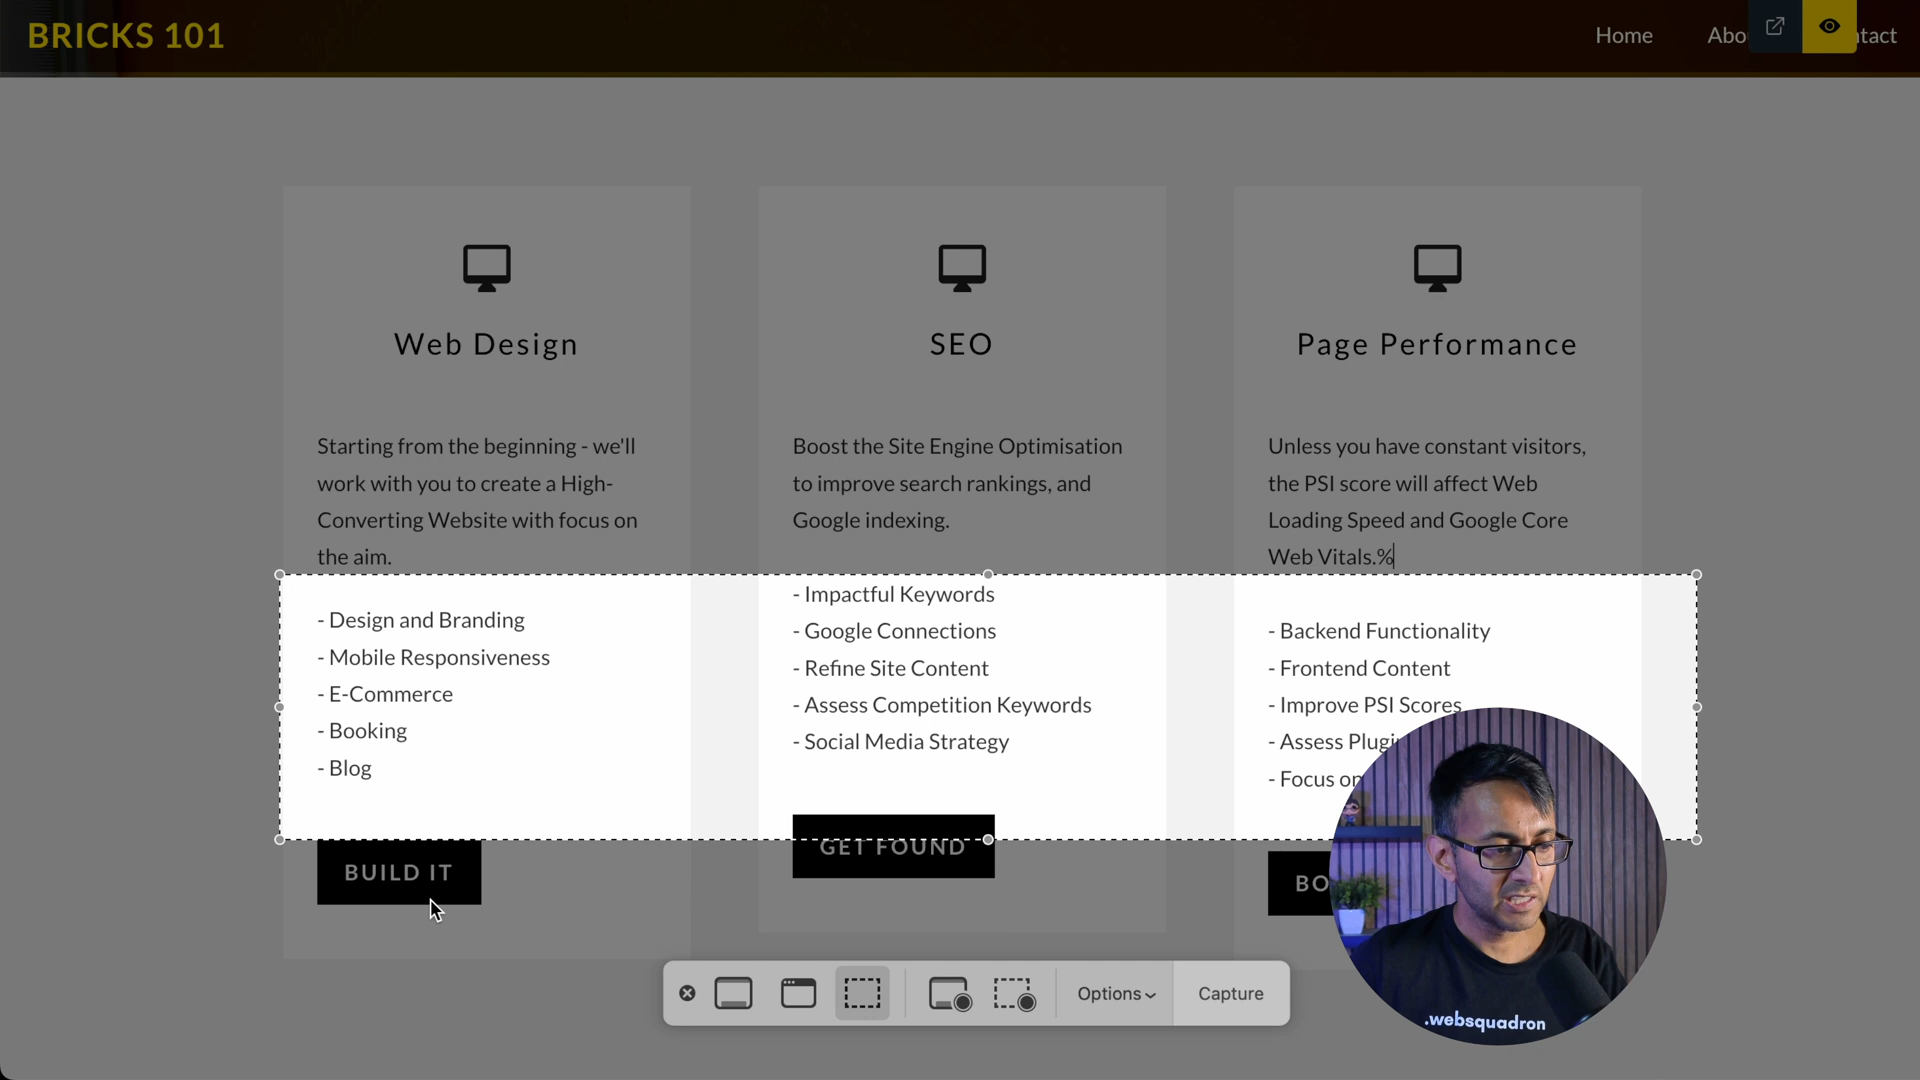 BRICKS 101
Home
tact
Web Design
SEO
Page Performance
Starting from the beginning - we'll
work with you to create a High-
Converting Website with focus on
the aim.
- Design and Branding
- Mobile Responsiveness
- E-Commerce
- Booking
- Blog
BUILD IT
Boost the Site Engine Optimisation
to improve search rankings, and
Google indexing.
- Impactful Keywords
- Google Connections
- Refine Site Content
- Assess Competition Keywords
- Social Media Strategy
GET FOUND
Unless you have constant visitors,
the PSI score will affect Web
Loading Speed and Google Core
Web Vitals.%
- Backend Functionality
- Frontend Content
- Improve PSI Scores
- Assess
- Focus
Options
Capture
.websquadron